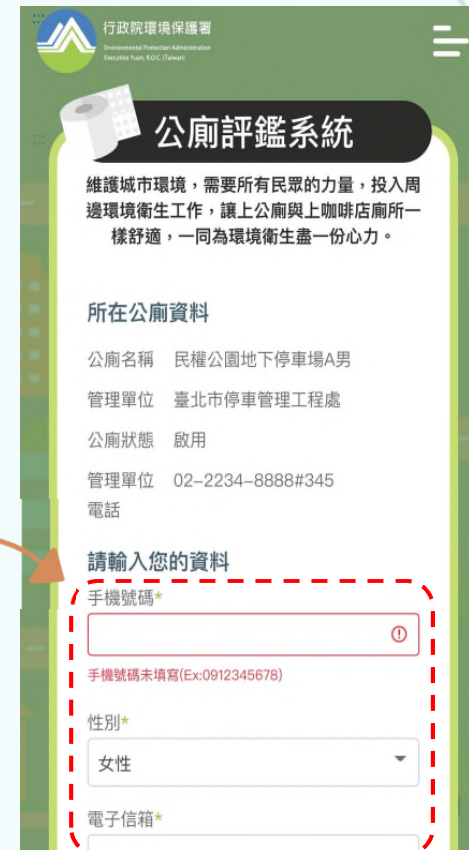 行政院環境保護署
Environmental Protection Administration
Executive Yuan, R.O.C. (Taiwan)
公廁評鑑系統
維護城市環境，需要所有民眾的力量，投入周
邊環境衛生工作，讓上公廁與上咖啡店廁所一
樣舒適，一同為環境衛生盡一份心力。
所在公廁資料
公廁名稱 民權公園地下停車場A男
管理單位 臺北市停車管理工程處
公廁狀態 啟用
管理單位 02-2234-8888#345
電話
請輸入您的資料
手機號碼*
手機號碼未填寫(Ex:0912345678)
性別*
女性
電子信箱*